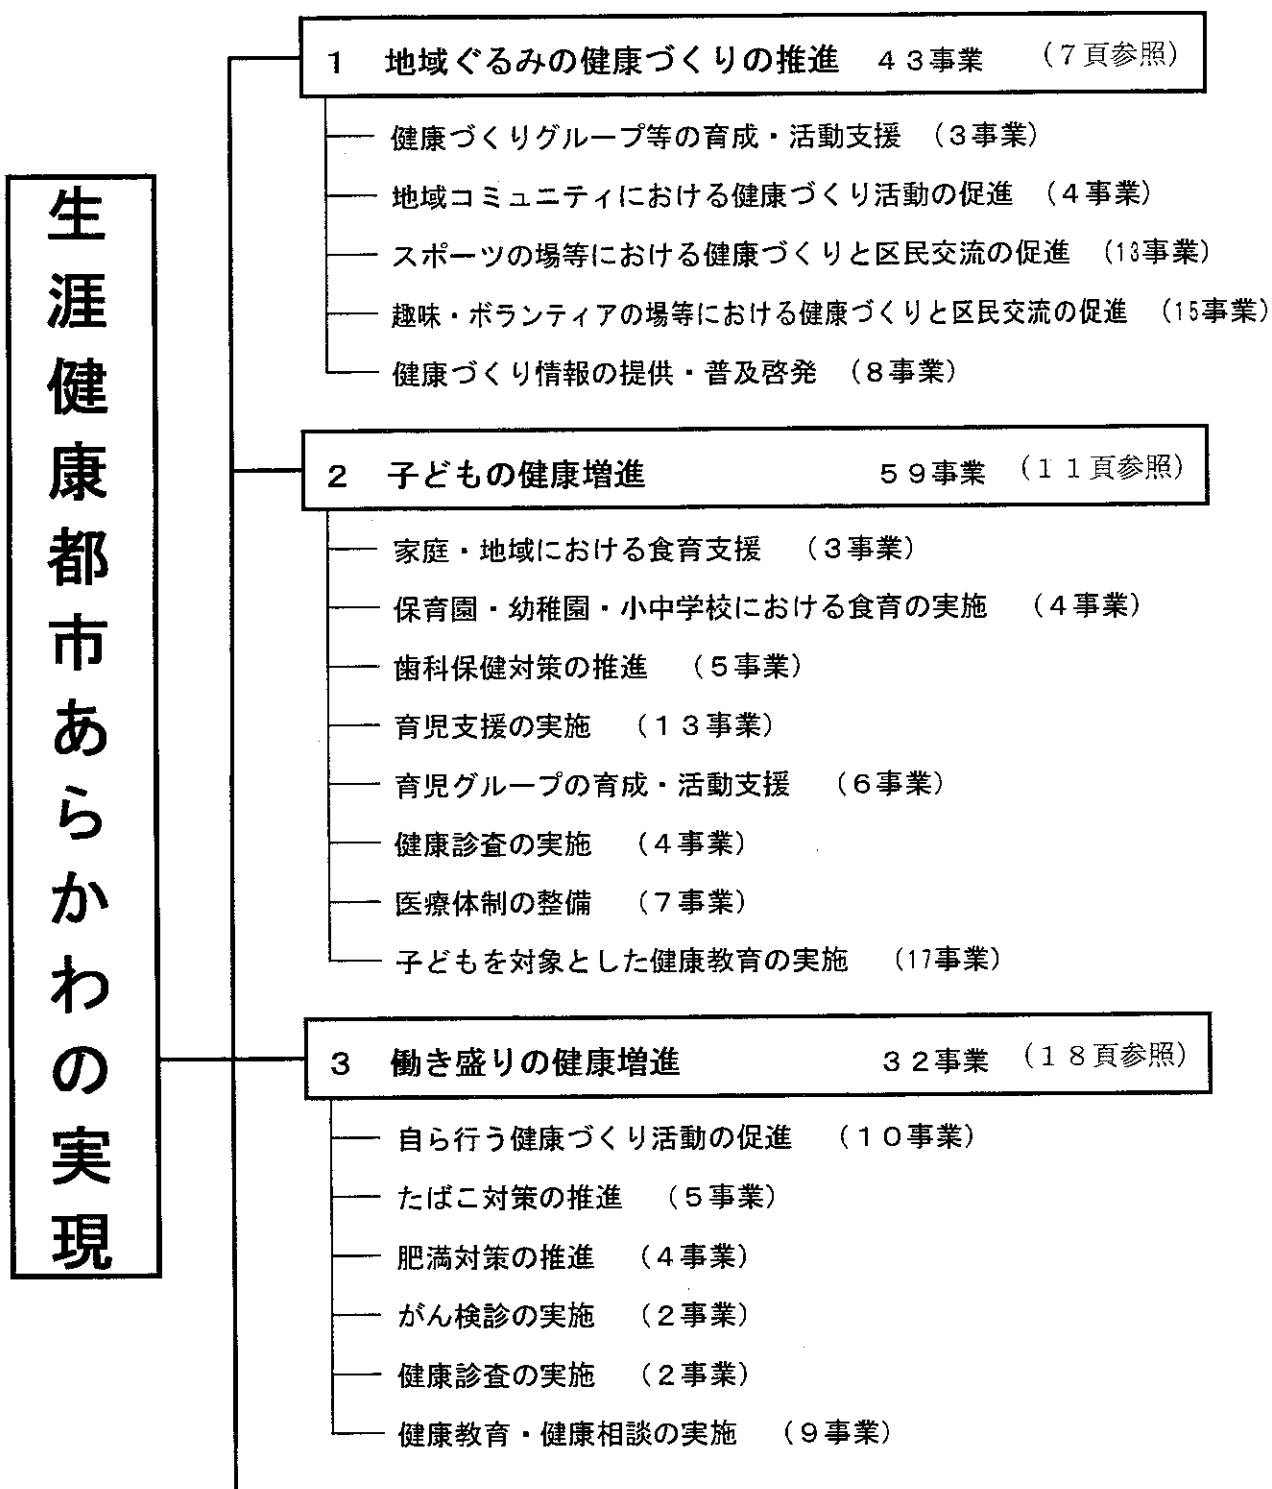 生涯健康都市あらかわの実現
1 地域ぐるみの健康づくりの推進 43事業 (7頁参照)
健康づくりグループ等の育成・活動支援 (3事業)
地域コミュニティにおける健康づくり活動の促進 (4事業)
スポーツの場等における健康づくりと区民交流の促進 (13事業)
趣味・ボランティアの場等における健康づくりと区民交流の促進 (15事業)
健康づくり情報の提供・普及啓発 (8事業)
2 子どもの健康増進 59事業 (11頁参照)
家庭・地域における食育支援 (3事業)
保育園・幼稚園・小中学校における食育の実施 (4事業)
歯科保健対策の推進 (5事業)
育児支援の実施 (13事業)
育児グループの育成・活動支援 (6事業)
健康診査の実施 (4事業)
医療体制の整備 (7事業)
子どもを対象とした健康教育の実施 (17事業)
3 働き盛りの健康増進 32事業 (18頁参照)
自ら行う健康づくり活動の促進 (10事業)
たばこ対策の推進 (5事業)
肥満対策の推進 (4事業)
がん検診の実施 (2事業)
健康診査の実施 (2事業)
健康教育・健康相談の実施 (9事業)